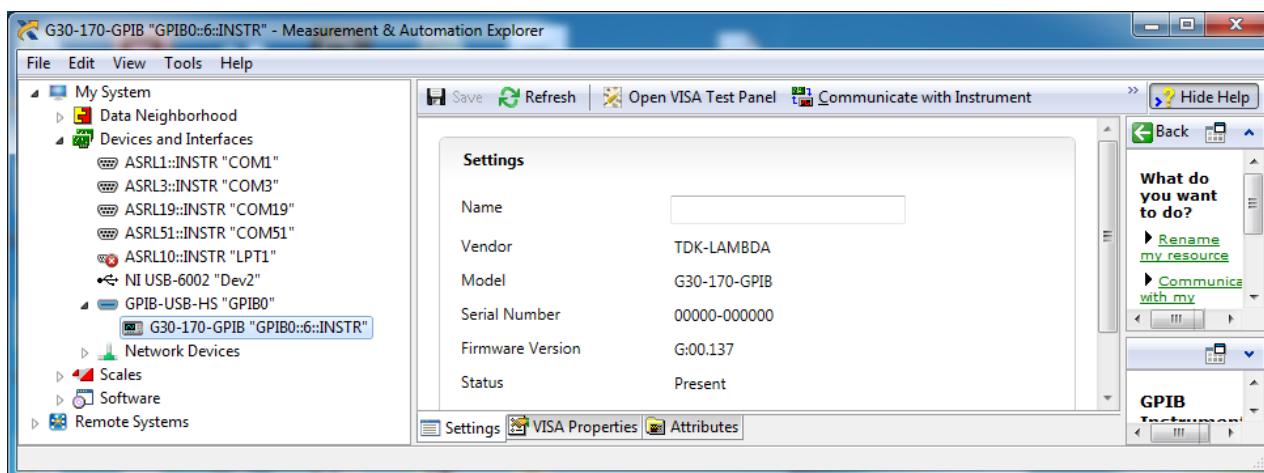 G30-170-GPIB "GPIB0::6::INSTR" - Measurement & Automation Explorer
File Edit View Tools Help
My System
Data Neighborhood
Devices and Interfaces
ASRL1::INSTR "COM1"
ASRL3::INSTR "COM3"
ASRL19::INSTR "COM19"
ASRL51::INSTR "COM51"
ASRL10::INSTR "LPT1"
NI USB-6002 "Dev2"
GPIB-USB-HS "GPIB0"
G30-170-GPIB "GPIB0::6::INSTR"
Network Devices
Scales
Software
Remote Systems
Save Refresh Open VISA Test Panel Communicate with Instrument » Hide Help
Settings
Name
Vendor TDK-LAMBDA
Model G30-170-GPIB
Serial Number 00000-000000
Firmware Version G:00.137
Status Present
Settings VISA Properties Attributes
Back
What do
you want
to do?
Rename
my resource
Communica
with my
GPIB
Instrument